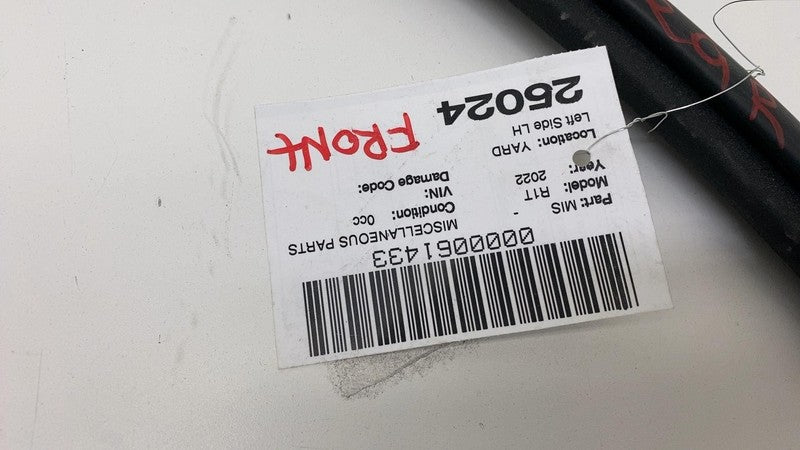 0000061433
Part: MIS - MISCELLANEOUS PARTS
Model: R1T Condition: 0cc
Year: 2022 VIN:
Damage Code:
Location: YARD
Left Side LH
25024
FRONT